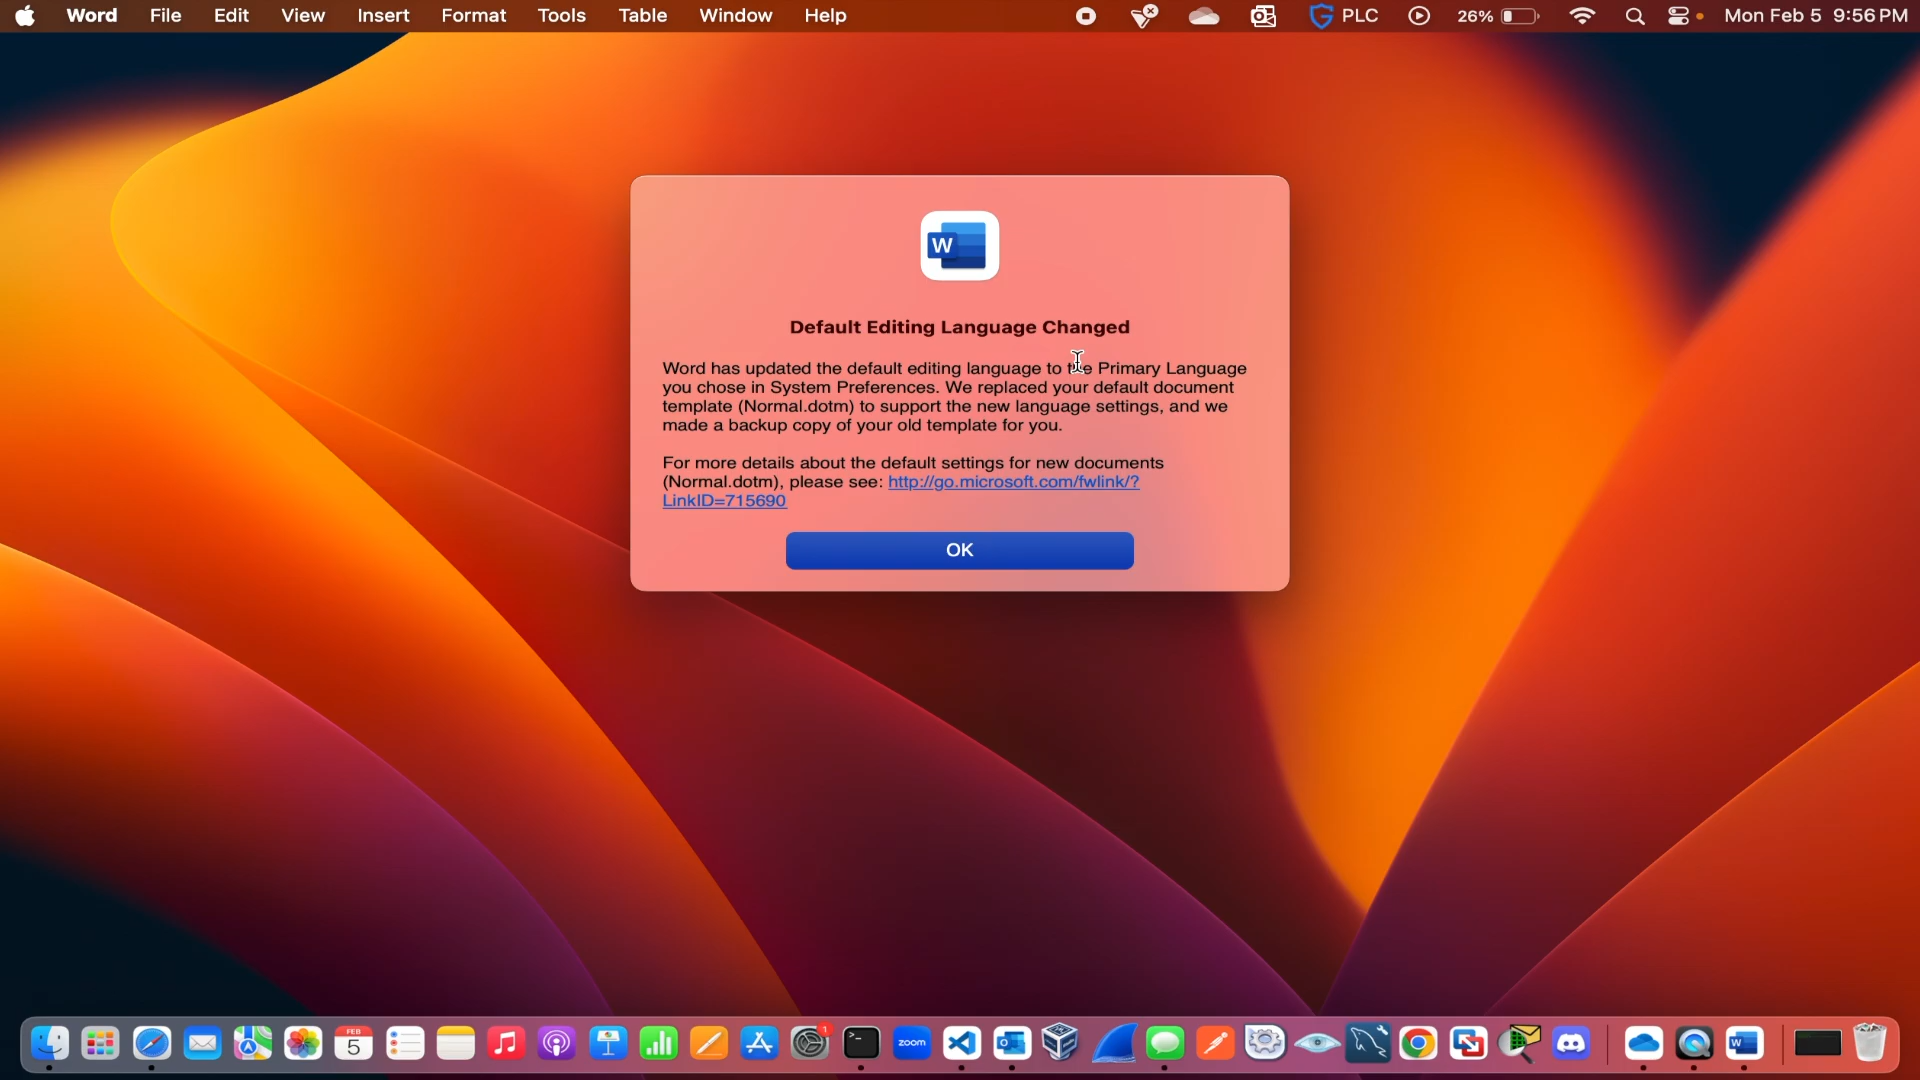 Word File Edit View Insert Format Tools Table Window Help PLC 26% Mon Feb 5 9:56 PM
W
Default Editing Language Changed
Word has updated the default editing language to the Primary Language
you chose in System Preferences. We replaced your default document
template (Normal.dotm) to support the new language settings, and we
made a backup copy of your old template for you.
For more details about the default settings for new documents
(Normal.dotm), please see: http://go.microsoft.com/fwlink/?
LinkID=715690
OK
FEB
5
1
zoom
W